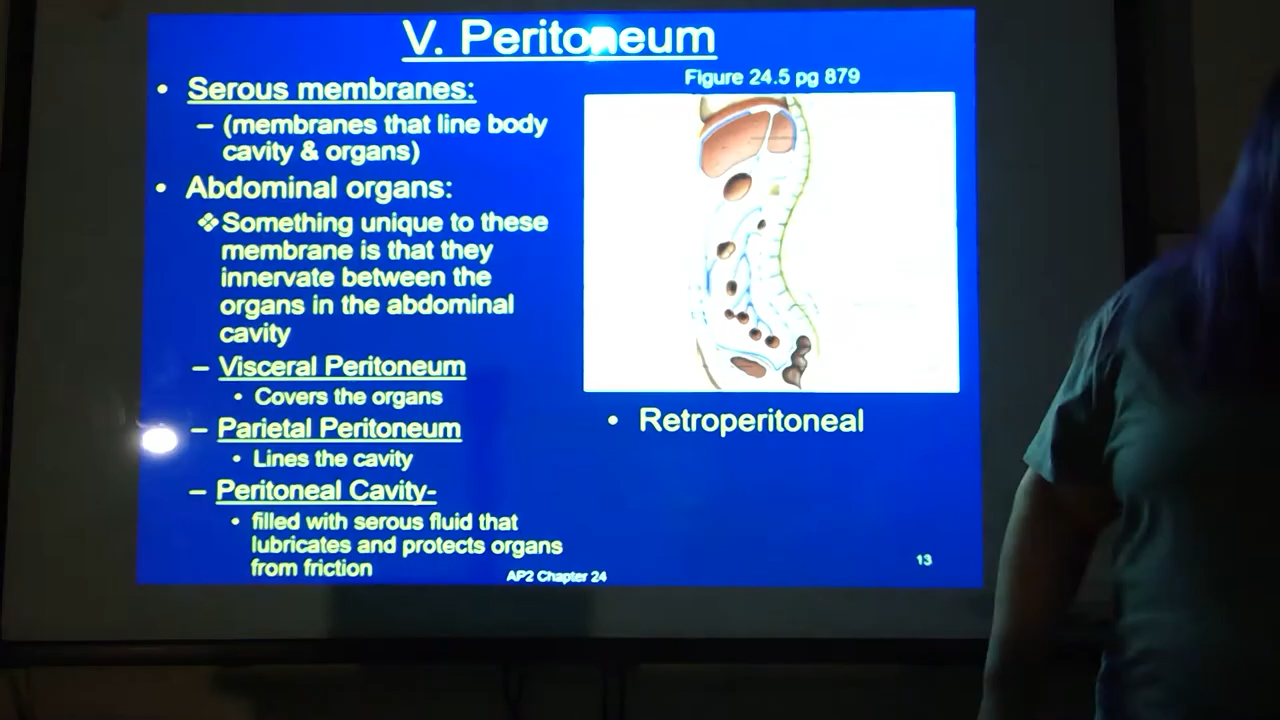 V. Peritoneum
• Serous membranes:
– (membranes that line body
cavity & organs)
• Abdominal organs:
❖Something unique to these
membrane is that they
innervate between the
organs in the abdominal
cavity
– Visceral Peritoneum
• Covers the organs
– Parietal Peritoneum
• Lines the cavity
– Peritoneal Cavity-
• filled with serous fluid that
lubricates and protects organs
from friction
Figure 24.5 pg 879
• Retroperitoneal
AP2 Chapter 24
13